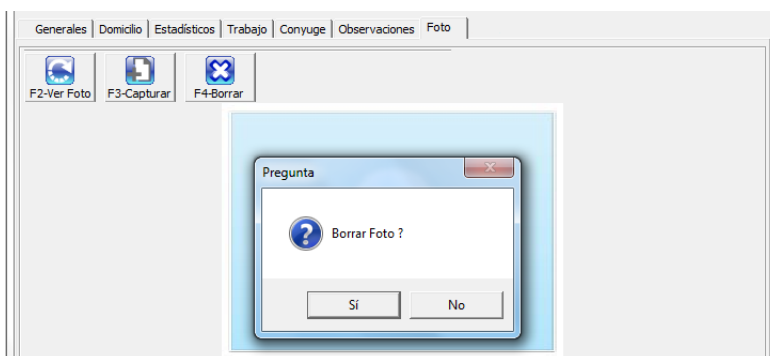 Generales Domicilio Estadísticos Trabajo Conyuge Observaciones Foto
F2-Ver Foto F3-Capturar F4-Borrar
Pregunta
Borrar Foto ?
Sí No